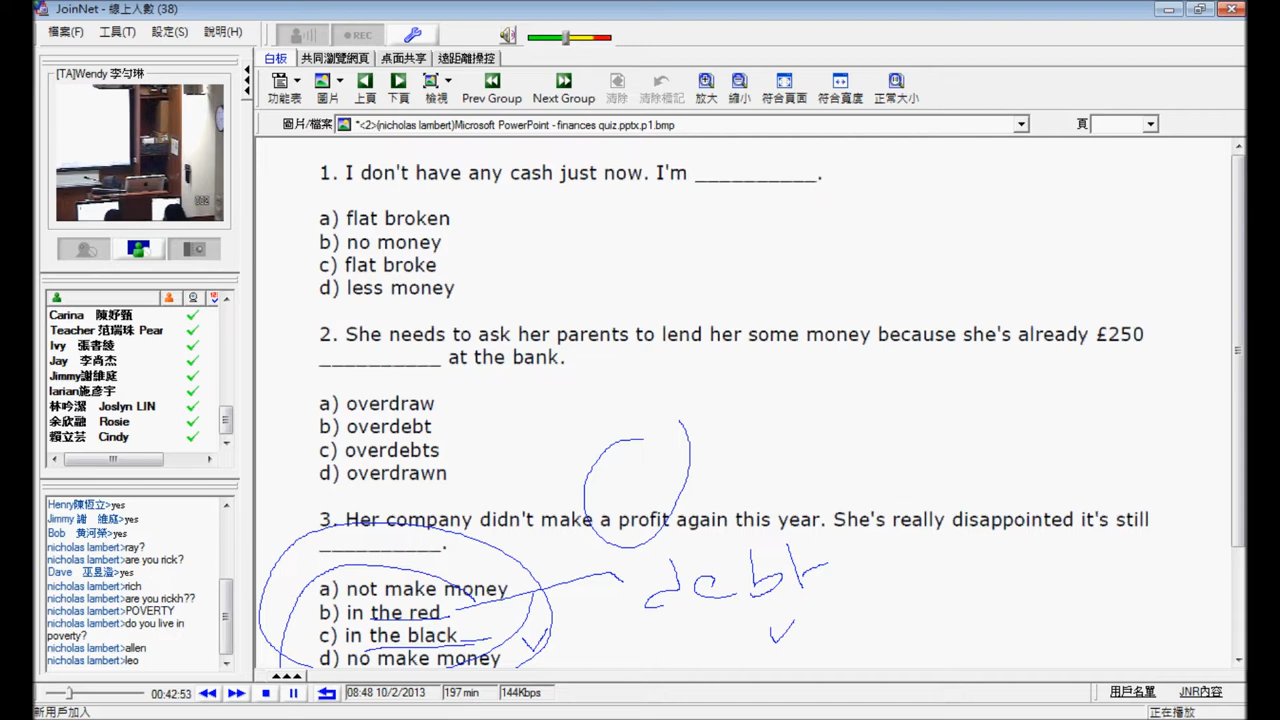 JoinNet - 線上人數 (38)
檔案(F) 工具(T) 設定(S) 說明(H)
REC
[TA]Wendy 李勻琳
白板 共同瀏覽網頁 桌面共享 遠距離操控
功能表 圖片 上頁 下頁 檢視 Prev Group Next Group 清除 清除標記 放大 縮小 符合頁面 符合寬度 正常大小
圖片/檔案 *<2>(nicholas lambert)Microsoft PowerPoint - finances quiz.pptx.p1.bmp 頁
1. I don't have any cash just now. I'm __________.
a) flat broken
b) no money
c) flat broke
d) less money
2. She needs to ask her parents to lend her some money because she's already £250
__________ at the bank.
a) overdraw
b) overdebt
c) overdebts
d) overdrawn
3. Her company didn't make a profit again this year. She's really disappointed it's still
__________.
a) not make money
b) in the red
c) in the black
d) no make money
debt
Carina 陳妤甄
Teacher 范瑞珠 Pear
Ivy 張書綾
Jay 李尚杰
Jimmy謝維庭
larian施彥宇
林吟潔 Joslyn LIN
余欣融 Rosie
賴立芸 Cindy
Henry陳恆立>yes
Jimmy 謝 維庭>yes
Bob 黃河榮>yes
nicholas lambert>ray?
nicholas lambert>are you rick?
Dave 巫昱澄>yes
nicholas lambert>rich
nicholas lambert>are you rickh??
nicholas lambert>POVERTY
nicholas lambert>do you live in
poverty?
nicholas lambert>allen
nicholas lambert>leo
00:42:53 08:48 10/2/2013 197 min 144Kbps 用戶名單 JNR內容
新用戶加入 正在播放